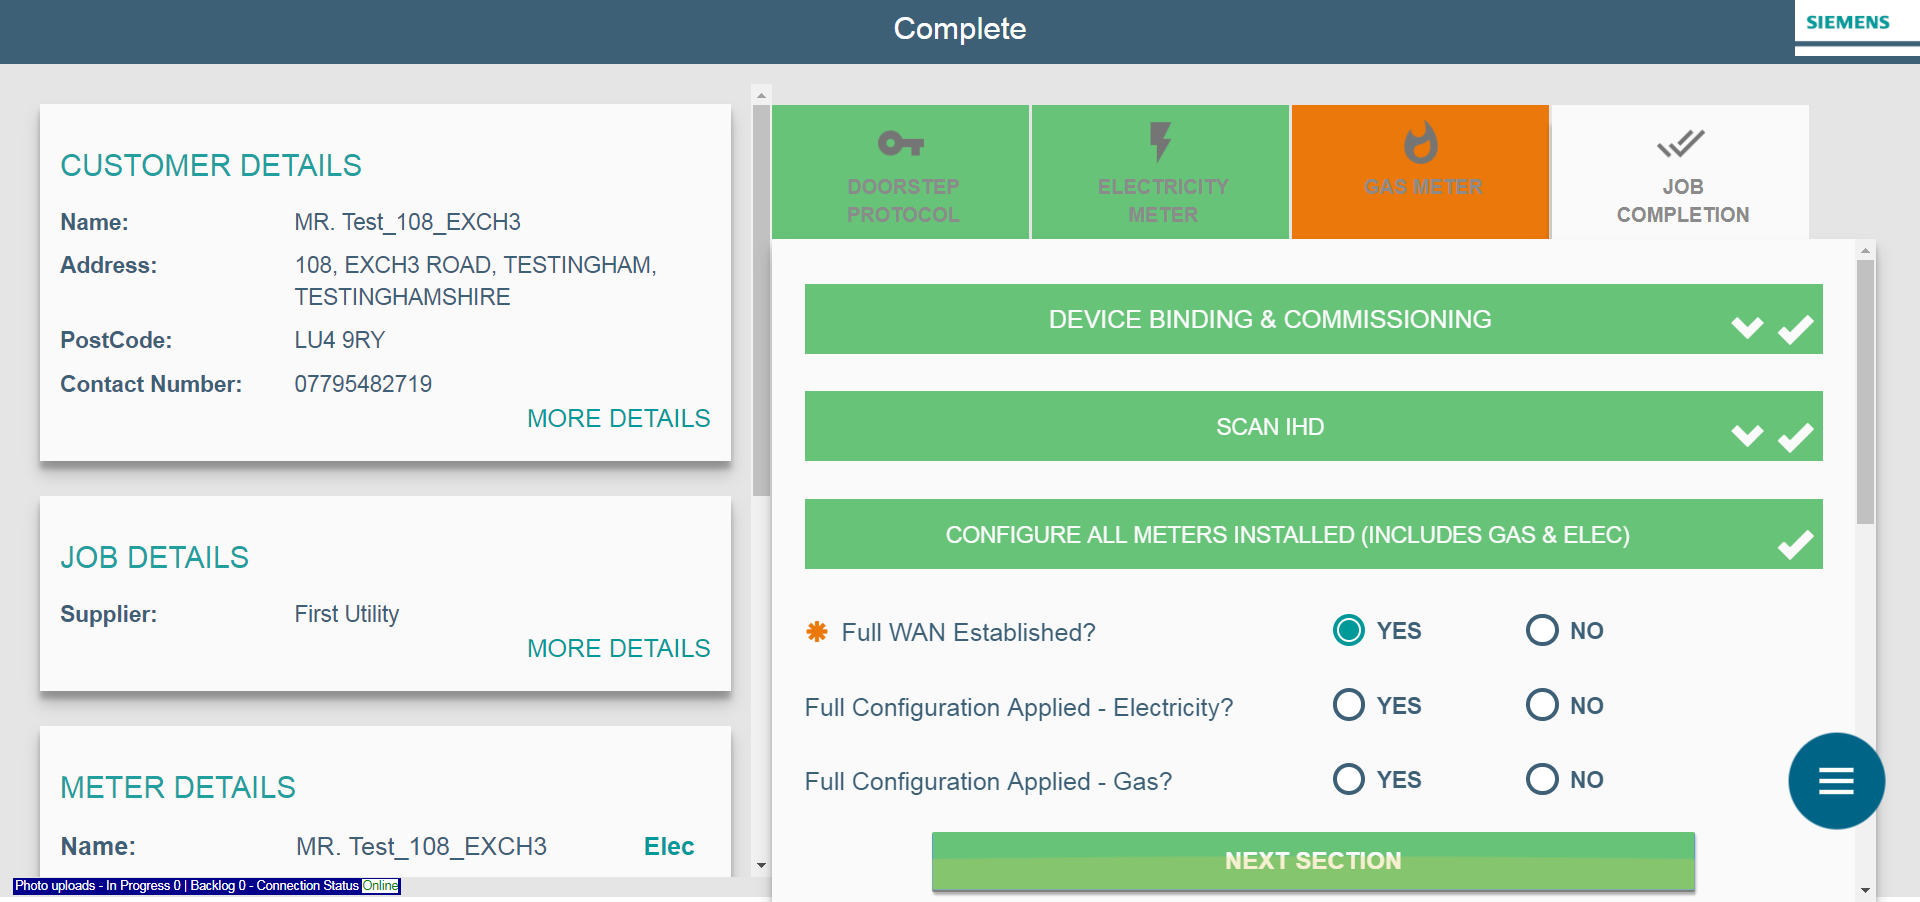 Complete
SIEMENS
CUSTOMER DETAILS
Name: MR. Test_108_EXCH3
Address: 108, EXCH3 ROAD, TESTINGHAM,
TESTINGHAMSHIRE
PostCode: LU4 9RY
Contact Number: 07795482719
MORE DETAILS
JOB DETAILS
Supplier: First Utility
MORE DETAILS
METER DETAILS
Name: MR. Test_108_EXCH3 Elec
Photo uploads - In Progress 0 | Backlog 0 - Connection Status Online
DOORSTEP
PROTOCOL
ELECTRICITY
METER
GAS METER
JOB
COMPLETION
DEVICE BINDING & COMMISSIONING
SCAN IHD
CONFIGURE ALL METERS INSTALLED (INCLUDES GAS & ELEC)
Full WAN Established? YES NO
Full Configuration Applied - Electricity? YES NO
Full Configuration Applied - Gas? YES NO
NEXT SECTION